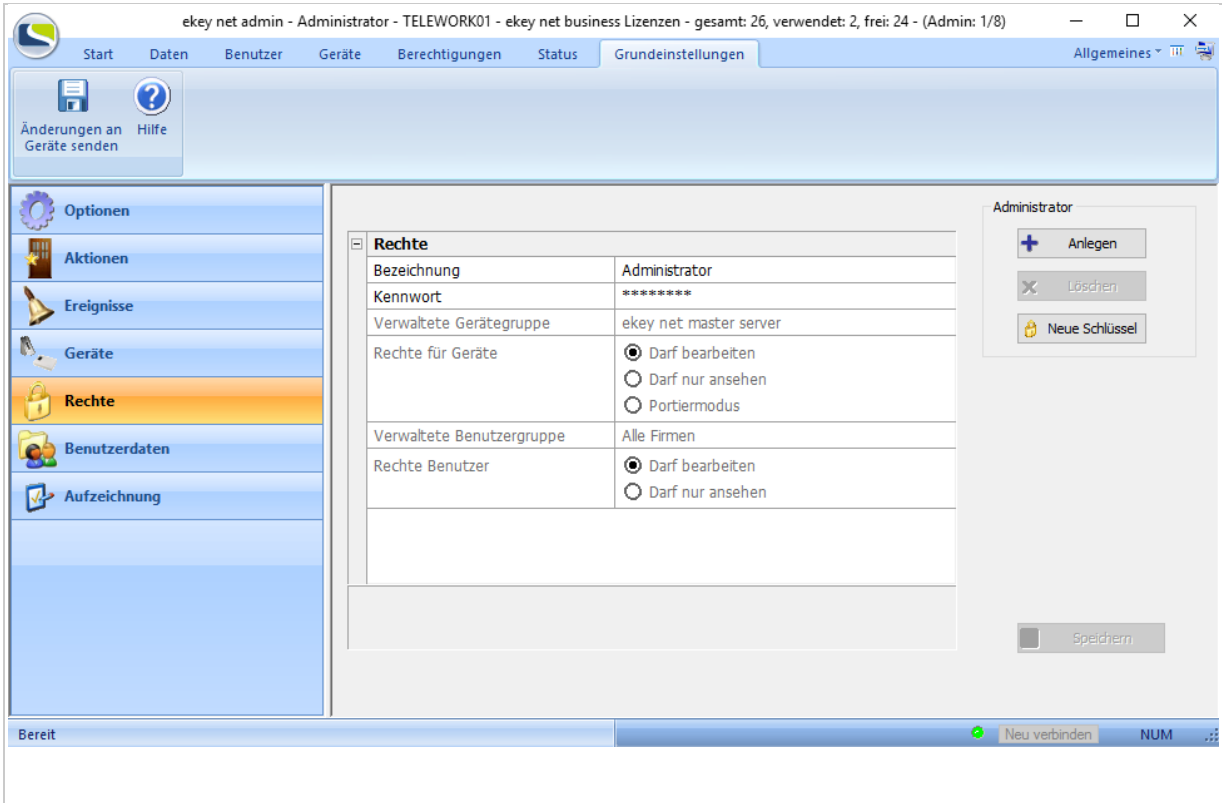 ekey net admin - Administrator - TELEWORK01 - ekey net business Lizenzen - gesamt: 26, verwendet: 2, frei: 24 - (Admin: 1/8)
Start Daten Benutzer Geräte Berechtigungen Status Grundeinstellungen Allgemeines
Änderungen an
Geräte senden
Hilfe
Optionen
Aktionen
Ereignisse
Geräte
Rechte
Benutzerdaten
Aufzeichnung
Rechte
Bezeichnung Administrator
Kennwort ********
Verwaltete Gerätegruppe ekey net master server
Rechte für Geräte Darf bearbeiten
Darf nur ansehen
Portiermodus
Verwaltete Benutzergruppe Alle Firmen
Rechte Benutzer Darf bearbeiten
Darf nur ansehen
Administrator
Anlegen
Löschen
Neue Schlüssel
Speichern
Bereit Neu verbinden NUM